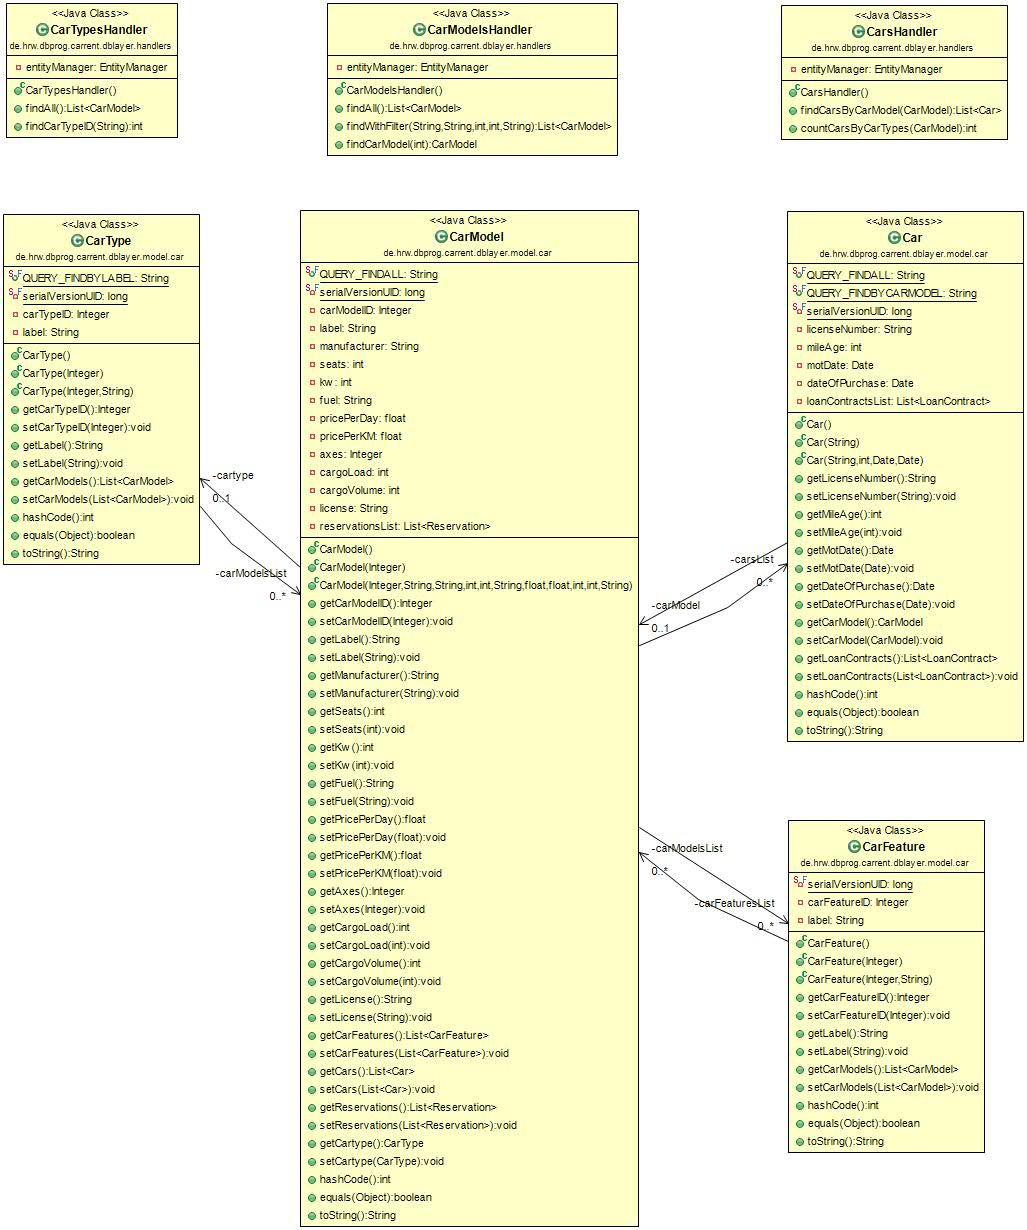 <<Java Class>>
CarTypesHandler
de.hrw.dbprog.carrent.dblayer.handlers
entityManager: EntityManager
CarTypesHandler()
findAll():List<CarModel>
findCarTypeID(String):int
<<Java Class>>
CarModelsHandler
de.hrw.dbprog.carrent.dblayer.handlers
entityManager: EntityManager
CarModelsHandler()
findAll():List<CarModel>
findWithFilter(String,String,int,int,String):List<CarModel>
findCarModel(int):CarModel
<<Java Class>>
CarsHandler
de.hrw.dbprog.carrent.dblayer.handlers
entityManager: EntityManager
CarsHandler()
findCarsByCarModel(CarModel):List<Car>
countCarsByCarTypes(CarModel):int
<<Java Class>>
CarType
de.hrw.dbprog.carrent.dblayer.model.car
QUERY_FINDBYLABEL: String
serialVersionUID: long
carTypeID: Integer
label: String
CarType()
CarType(Integer)
CarType(Integer,String)
getCarTypeID():Integer
setCarTypeID(Integer):void
getLabel():String
setLabel(String):void
getCarModels():List<CarModel>
setCarModels(List<CarModel>):void
hashCode():int
equals(Object):boolean
toString():String
-cartype
0..1
-carModelsList
0..*
<<Java Class>>
CarModel
de.hrw.dbprog.carrent.dblayer.model.car
QUERY_FINDALL: String
serialVersionUID: long
carModelID: Integer
label: String
manufacturer: String
seats: int
kw: int
fuel: String
pricePerDay: float
pricePerKM: float
axes: Integer
cargoLoad: int
cargoVolume: int
license: String
reservationsList: List<Reservation>
CarModel()
CarModel(Integer)
CarModel(Integer,String,String,int,int,String,float,float,int,int,String)
getCarModelID():Integer
setCarModelID(Integer):void
getLabel():String
setLabel(String):void
getManufacturer():String
setManufacturer(String):void
getSeats():int
setSeats(int):void
getKw():int
setKw(int):void
getFuel():String
setFuel(String):void
getPricePerDay():float
setPricePerDay(float):void
getPricePerKM():float
setPricePerKM(float):void
getAxes():Integer
setAxes(Integer):void
getCargoLoad():int
setCargoLoad(int):void
getCargoVolume():int
setCargoVolume(int):void
getLicense():String
setLicense(String):void
getCarFeatures():List<CarFeature>
setCarFeatures(List<CarFeature>):void
getCars():List<Car>
setCars(List<Car>):void
getReservations():List<Reservation>
setReservations(List<Reservation>):void
getCartype():CarType
setCartype(CarType):void
hashCode():int
equals(Object):boolean
toString():String
-carsList
0..*
-carModel
0..1
<<Java Class>>
Car
de.hrw.dbprog.carrent.dblayer.model.car
QUERY_FINDALL: String
QUERY_FINDBYCARMODEL: String
serialVersionUID: long
licenseNumber: String
mileAge: int
motDate: Date
dateOfPurchase: Date
loanContractsList: List<LoanContract>
Car()
Car(String)
Car(String,int,Date,Date)
getLicenseNumber():String
setLicenseNumber(String):void
getMileAge():int
setMileAge(int):void
getMotDate():Date
setMotDate(Date):void
getDateOfPurchase():Date
setDateOfPurchase(Date):void
getCarModel():CarModel
setCarModel(CarModel):void
getLoanContracts():List<LoanContract>
setLoanContracts(List<LoanContract>):void
hashCode():int
equals(Object):boolean
toString():String
-carModelsList
0..*
-carFeaturesList
0..*
<<Java Class>>
CarFeature
de.hrw.dbprog.carrent.dblayer.model.car
serialVersionUID: long
carFeatureID: Integer
label: String
CarFeature()
CarFeature(Integer)
CarFeature(Integer,String)
getCarFeatureID():Integer
setCarFeatureID(Integer):void
getLabel():String
setLabel(String):void
getCarModels():List<CarModel>
setCarModels(List<CarModel>):void
hashCode():int
equals(Object):boolean
toString():String